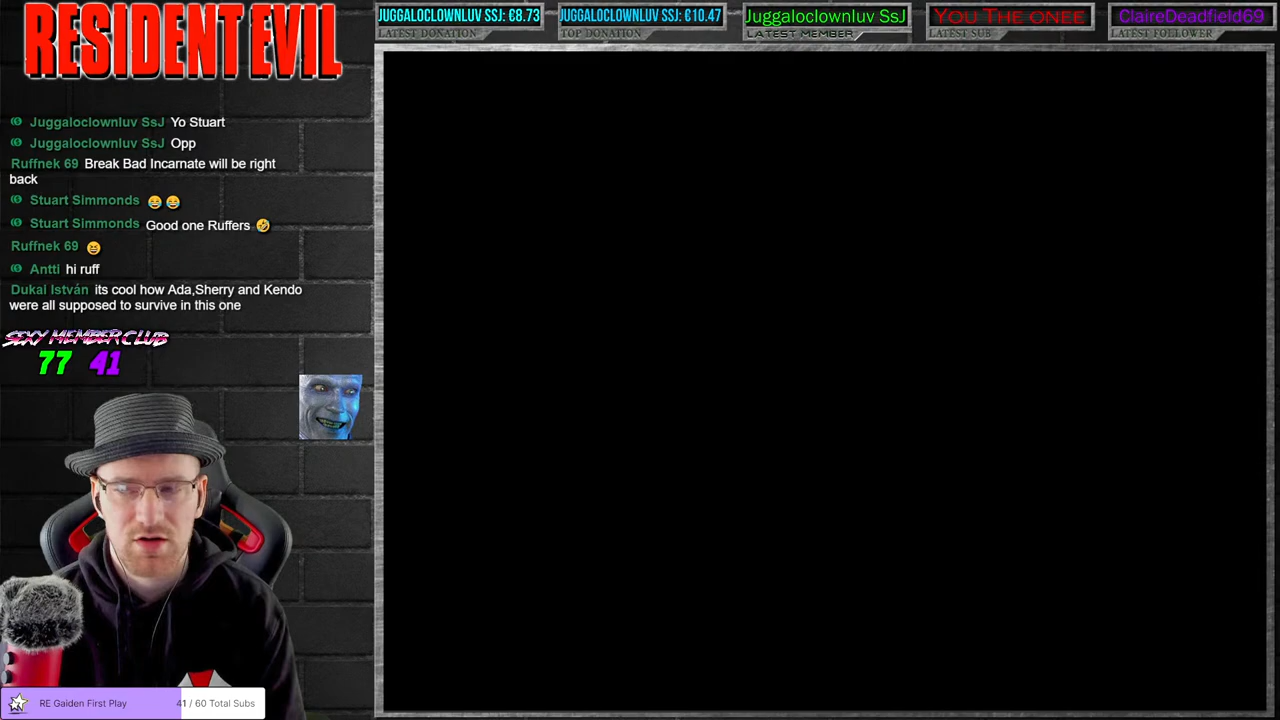 RESIDENT EVIL
JUGGALOCLOWNLUV SSJ: €8.73
LATEST DONATION
JUGGALOCLOWNLUV SSJ: €10.47
TOP DONATION
Juggaloclownluv SsJ
LATEST MEMBER
You The onee
LATEST SUB
ClaireDeadfield69
LATEST FOLLOWER
Juggaloclownluv SsJ Yo Stuart
Juggaloclownluv SsJ Opp
Ruffnek 69 Break Bad Incarnate will be right
back
Stuart Simmonds 😂 😂
Stuart Simmonds Good one Ruffers 🤣
Ruffnek 69 😆
Antti hi ruff
Dukai István its cool how Ada,Sherry and Kendo
were all supposed to survive in this one
SEXY MEMBER CLUB
77 41
RE Gaiden First Play 41 / 60 Total Subs